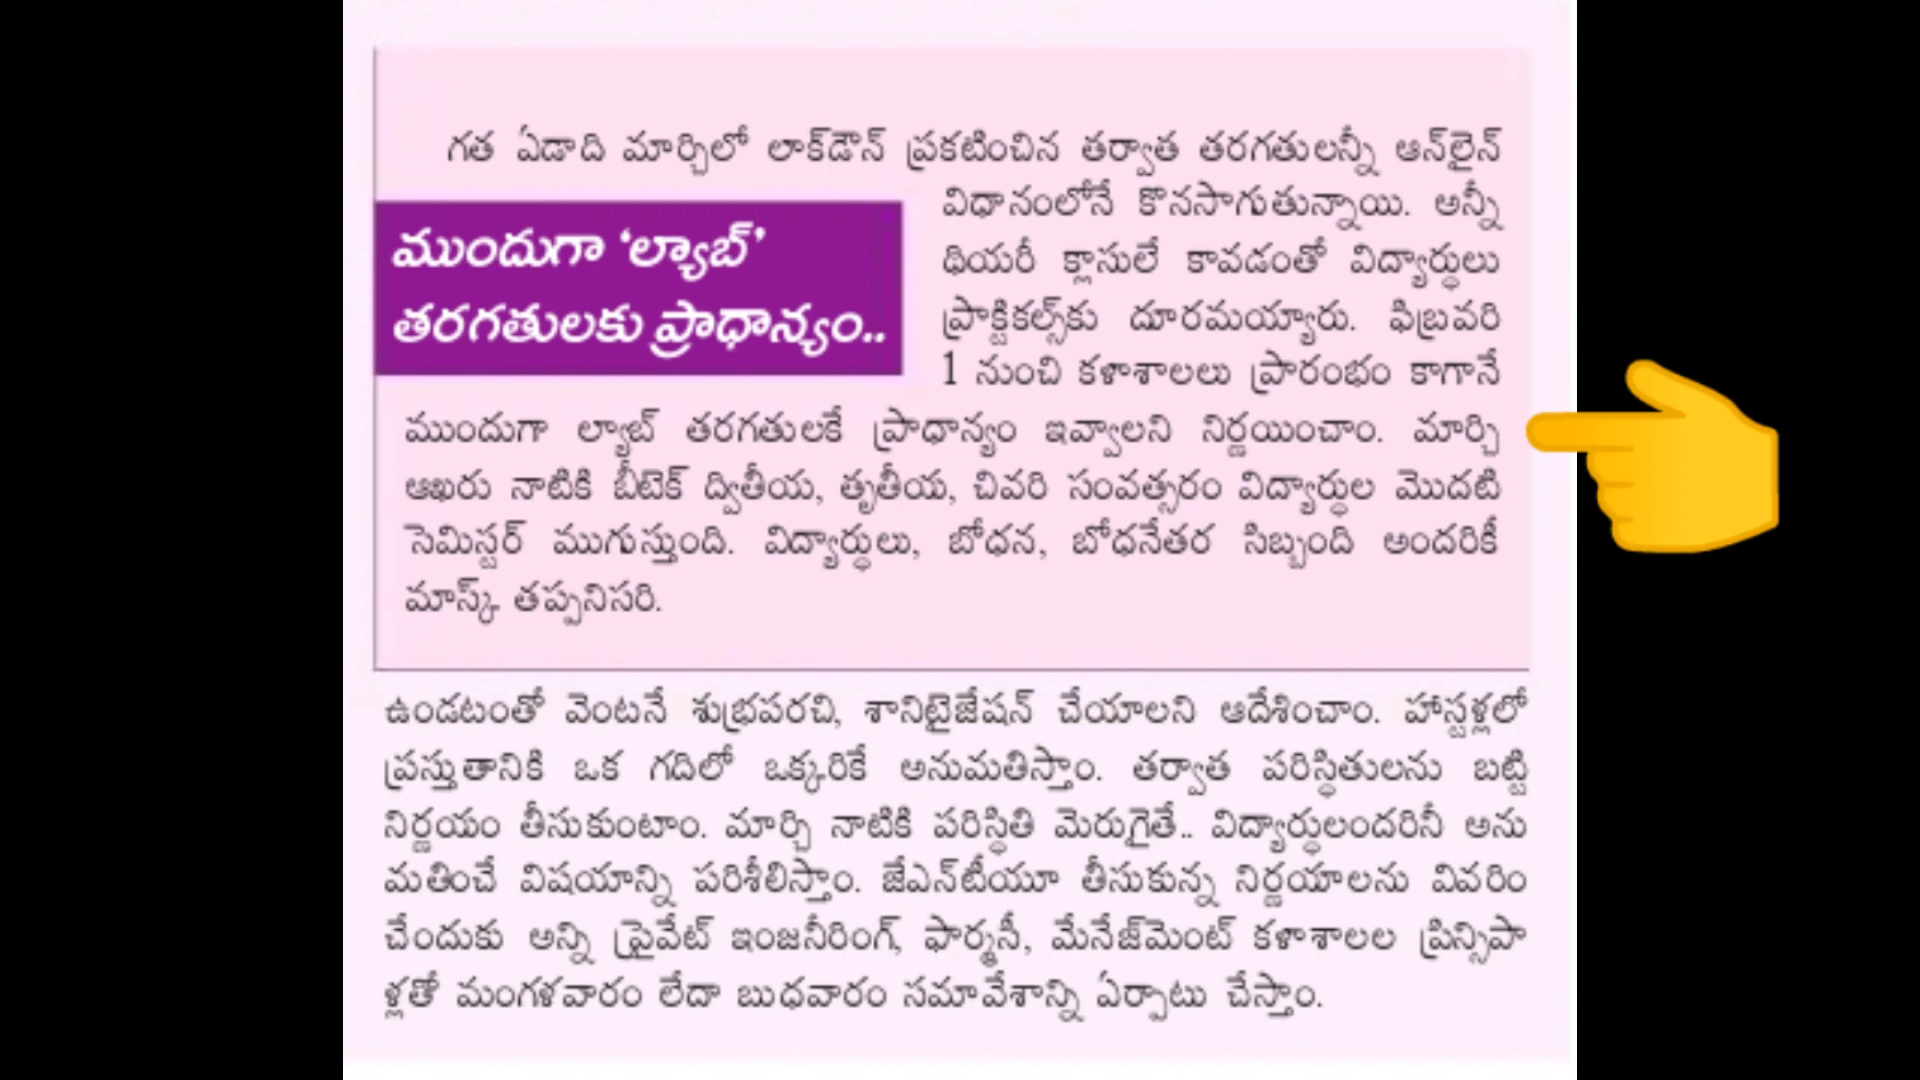 గత ఏడాది మార్చిలో లాక్‌డౌన్ ప్రకటించిన తర్వాత తరగతులన్నీ ఆన్‌లైన్
విధానంలోనే కొనసాగుతున్నాయి. అన్నీ
థియరీ క్లాసులే కావడంతో విద్యార్థులు
ప్రాక్టికల్స్‌కు దూరమయ్యారు. ఫిబ్రవరి
1 నుంచి కళాశాలలు ప్రారంభం కాగానే
ముందుగా ‘ల్యాబ్’
తరగతులకు ప్రాధాన్యం..
ముందుగా ల్యాబ్ తరగతులకే ప్రాధాన్యం ఇవ్వాలని నిర్ణయించాం. మార్చి
ఆఖరు నాటికి బీటెక్ ద్వితీయ, తృతీయ, చివరి సంవత్సరం విద్యార్థుల మొదటి
సెమిస్టర్ ముగుస్తుంది. విద్యార్థులు, బోధన, బోధనేతర సిబ్బంది అందరికీ
మాస్క్ తప్పనిసరి.
ఉండటంతో వెంటనే శుభ్రపరచి, శానిటైజేషన్ చేయాలని ఆదేశించాం. హాస్టళ్లలో
ప్రస్తుతానికి ఒక గదిలో ఒక్కరికే అనుమతిస్తాం. తర్వాత పరిస్థితులను బట్టి
నిర్ణయం తీసుకుంటాం. మార్చి నాటికి పరిస్థితి మెరుగైతే.. విద్యార్థులందరినీ అను
మతించే విషయాన్ని పరిశీలిస్తాం. జేఎన్‌టీయూ తీసుకున్న నిర్ణయాలను వివరిం
చేందుకు అన్ని ప్రైవేట్ ఇంజనీరింగ్, ఫార్మసీ, మేనేజ్‌మెంట్ కళాశాలల ప్రిన్సిపా
ళ్లతో మంగళవారం లేదా బుధవారం సమావేశాన్ని ఏర్పాటు చేస్తాం.